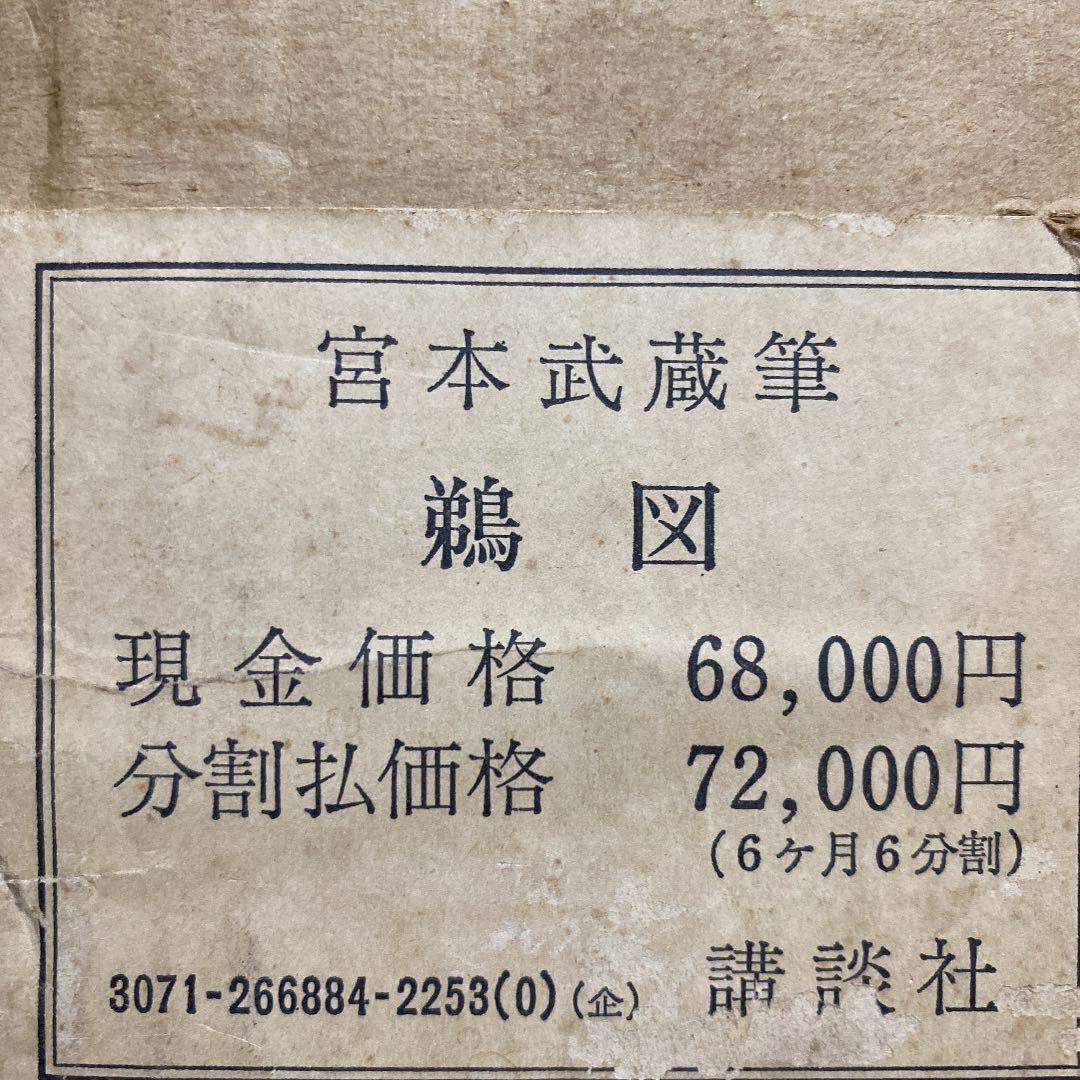 宮本武蔵筆
鵜図
現金価格 68,000円
分割払価格 72,000円
(6ヶ月6分割)
3071-266884-2253(0)(企) 講談社